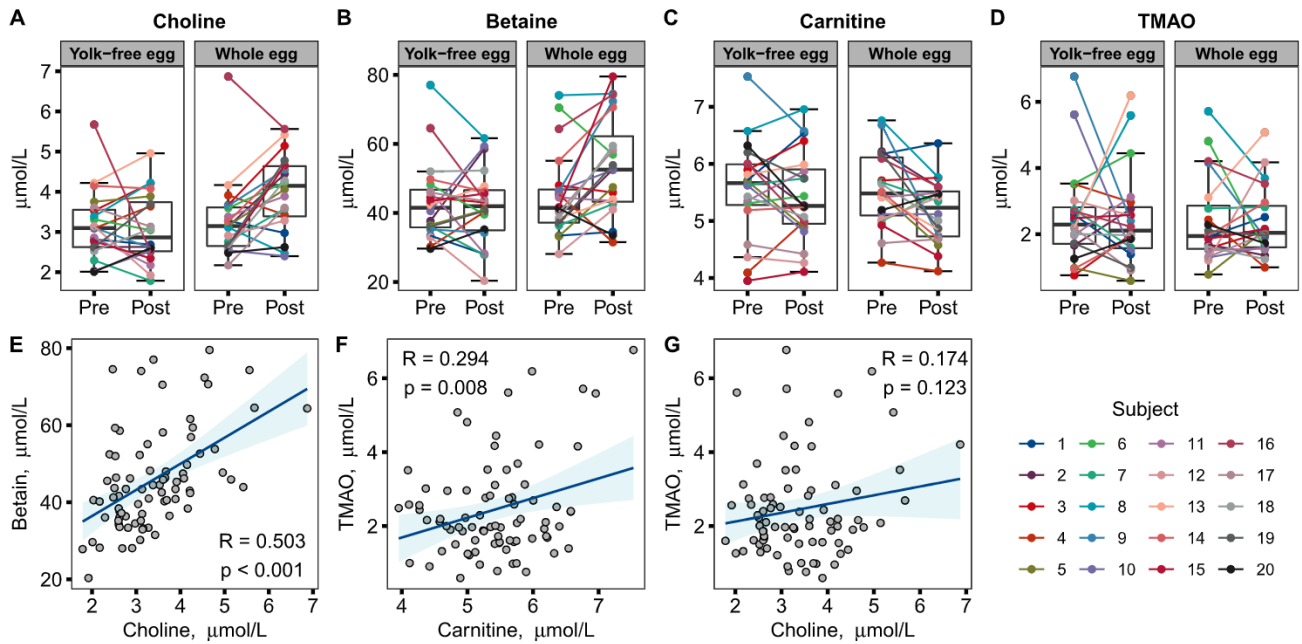 A Choline B Betaine C Carnitine D TMAO
Yolk−free egg Whole egg Yolk−free egg Whole egg Yolk−free egg Whole egg Yolk−free egg Whole egg
μmol/L
7
6
5
4
3
2
μmol/L
80
60
40
20
μmol/L
7
6
5
4
μmol/L
6
4
2
Pre Post Pre Post Pre Post Pre Post Pre Post Pre Post Pre Post Pre Post
E
Betain, μmol/L
80
60
40
20
R = 0.503
p < 0.001
2 3 4 5 6 7
Choline, μmol/L
F
TMAO, μmol/L
6
4
2
R = 0.294
p = 0.008
4 5 6 7
Carnitine, μmol/L
G
TMAO, μmol/L
6
4
2
R = 0.174
p = 0.123
2 3 4 5 6 7
Choline, μmol/L
Subject
1 6 11 16
2 7 12 17
3 8 13 18
4 9 14 19
5 10 15 20